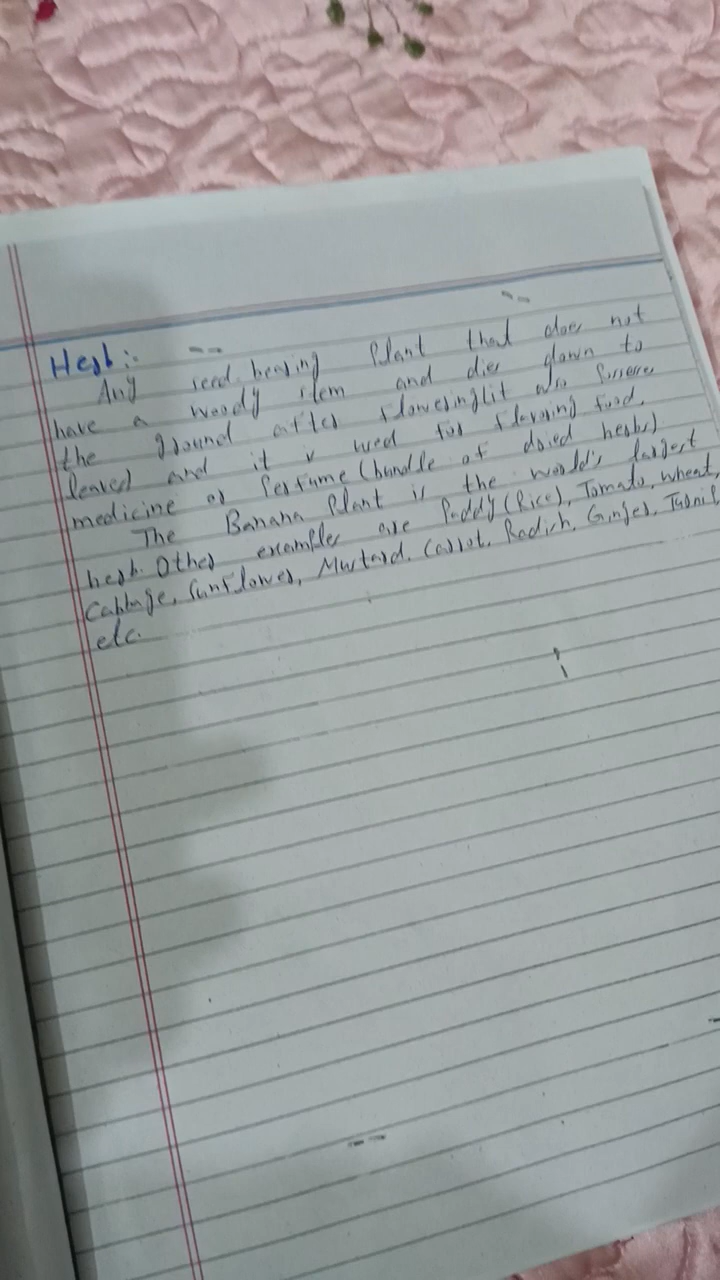 Herb:-
Any seed bearing Plant that does not
have a woody stem and dies down to
the ground after flowering. It also Possesses
leaves and it is used for flavoring food,
medicine or Perfume (bundle of dried herbs)
The Banana Plant is the world's largest
herb. Other examples are Paddy (Rice), Tomato, wheat,
Cabbage, Sunflower, Mustard, Carrot, Radish, Ginger, Turnip
etc.